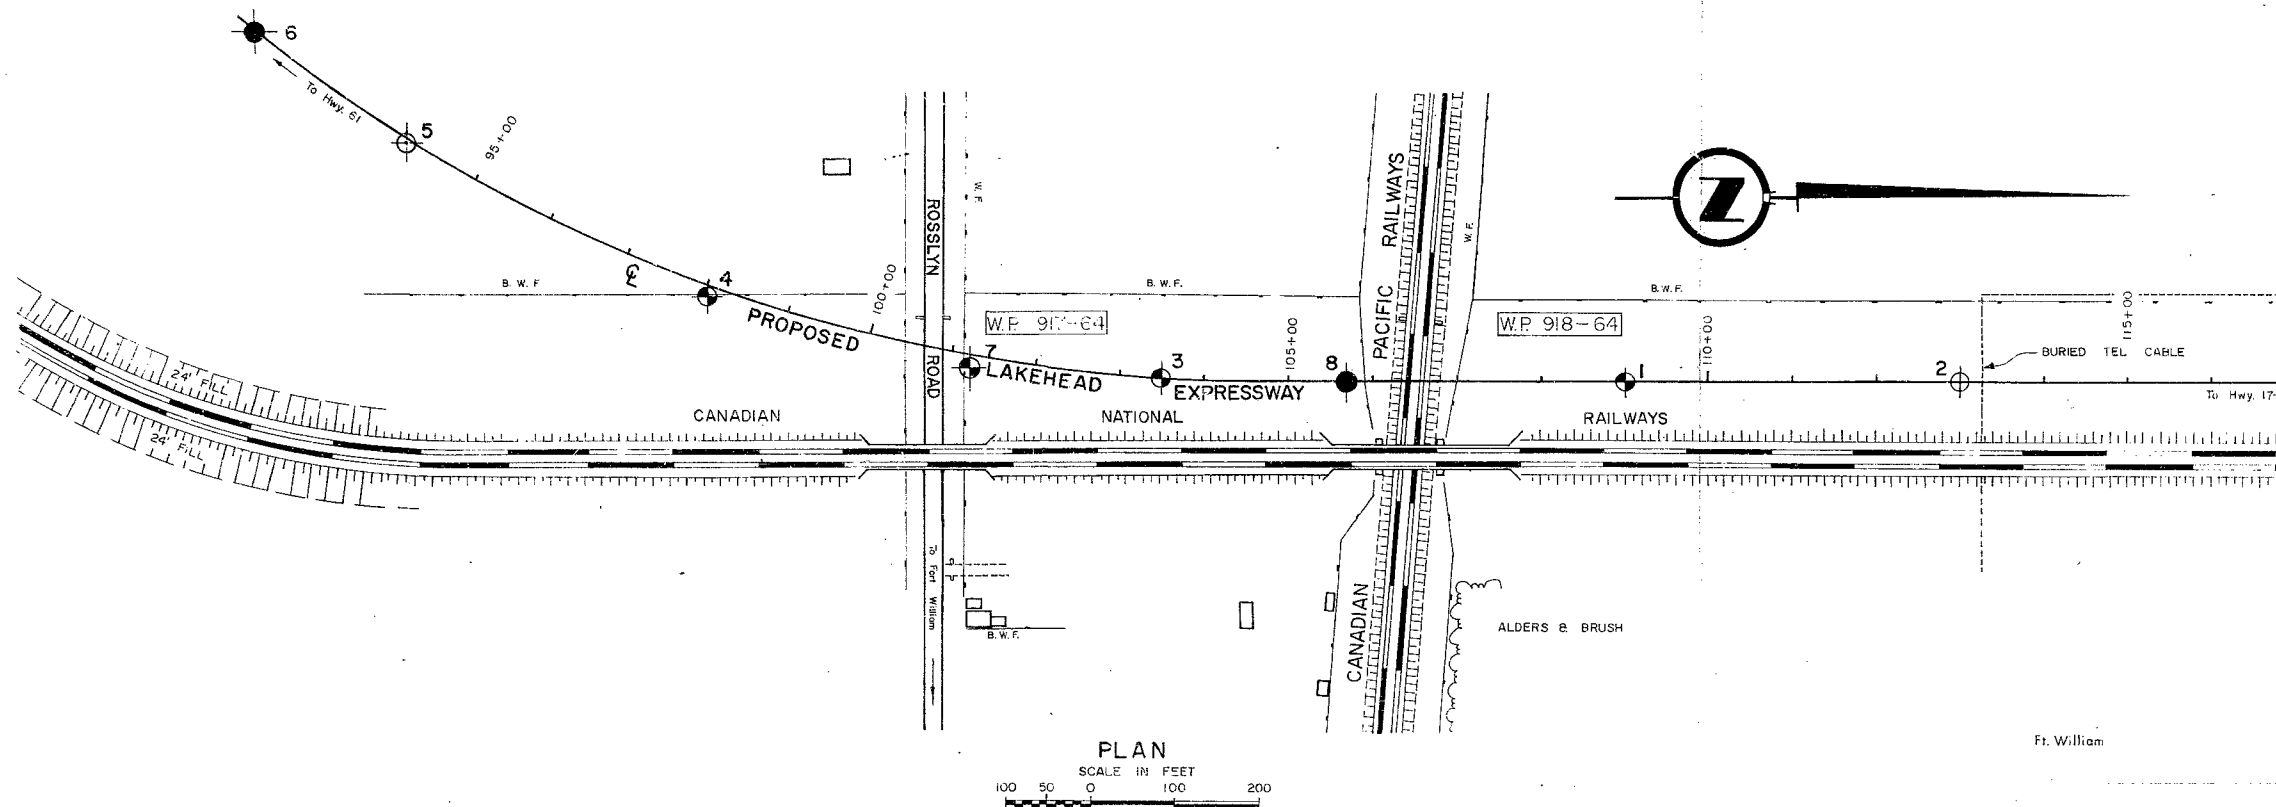 6
To Hwy. 61
5
95+00
W. F.
ROSSLYN
ROAD
PACIFIC RAILWAYS
W. F.
Z
B. W. F
℄
4
100+00
B. W. F.
B.W.F.
PROPOSED
W.P. 917-64
105+00
W.P. 918-64
110+00
115+00
BURIED TEL CABLE
7
LAKEHEAD
3
EXPRESSWAY
8
1
2
To Hwy. 17-
24' FILL
24' FILL
CANADIAN
NATIONAL
RAILWAYS
To Fort William
B.W.F.
CANADIAN
ALDERS & BRUSH
PLAN
SCALE IN FEET
100 50 0 100 200
Ft. William